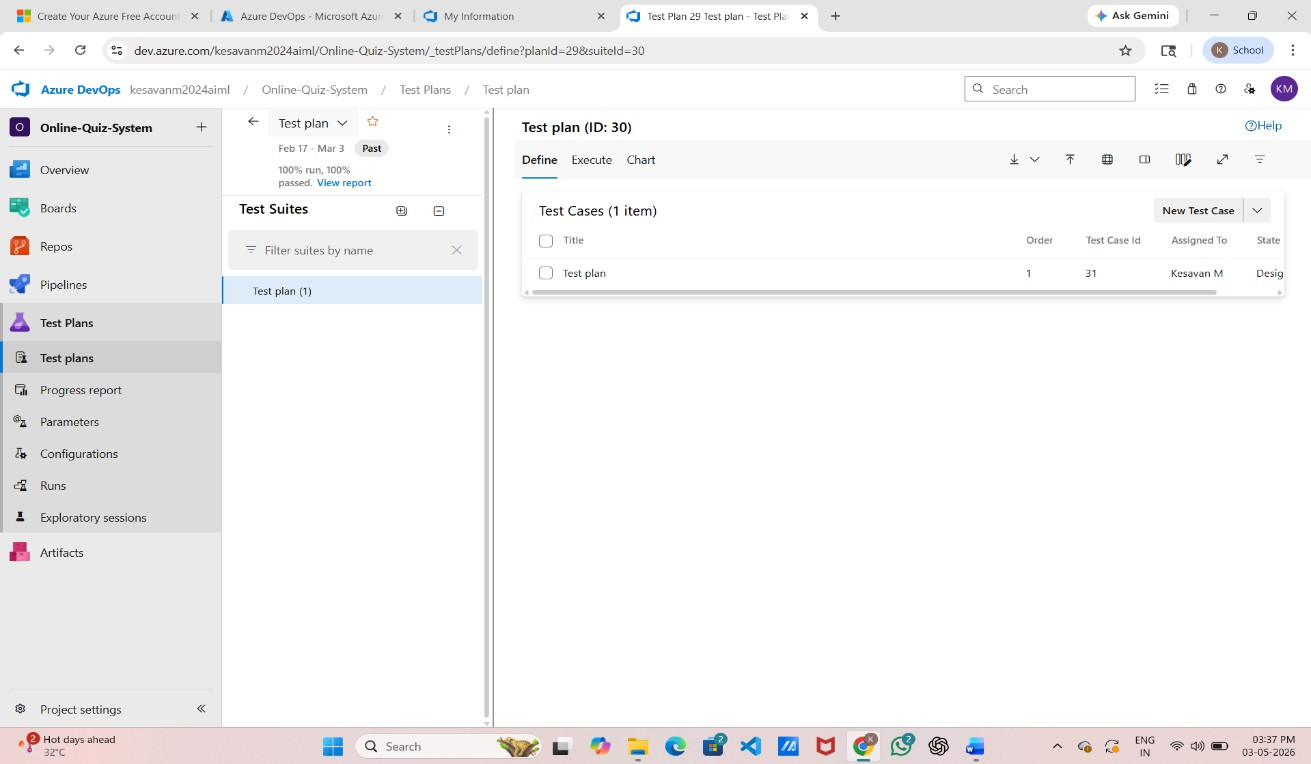 Create Your Azure Free Account
Azure DevOps - Microsoft Azur
My Information
Test Plan 29 Test plan - Test Pla
Ask Gemini
dev.azure.com/kesavanm2024aiml/Online-Quiz-System/_testPlans/define?planId=29&suiteId=30
K School
Azure DevOps kesavanm2024aiml / Online-Quiz-System / Test Plans / Test plan
Search
KM
O Online-Quiz-System
Overview
Boards
Repos
Pipelines
Test Plans
Test plans
Progress report
Parameters
Configurations
Runs
Exploratory sessions
Artifacts
Project settings
Test plan
Feb 17 - Mar 3 Past
100% run, 100%
passed. View report
Test Suites
Filter suites by name
Test plan (1)
Test plan (ID: 30)
Help
Define Execute Chart
Test Cases (1 item)
New Test Case
Title Order Test Case Id Assigned To State
Test plan 1 31 Kesavan M Desig
2
Hot days ahead
32°C
Search
2
K
2
ENG
IN
03:37 PM
03-05-2026